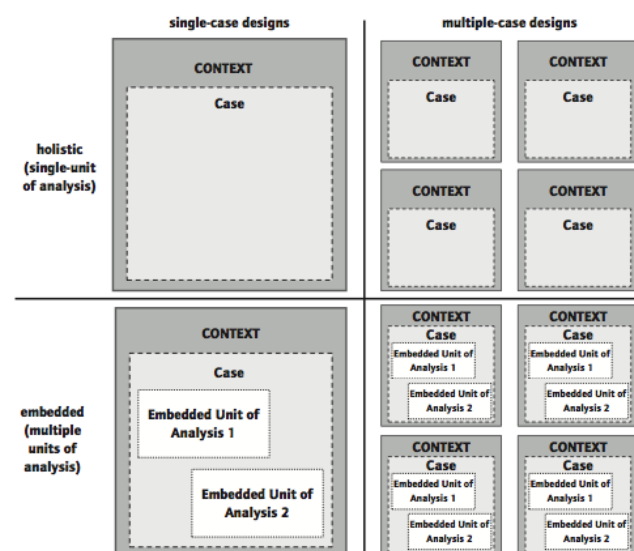 single-case designs
multiple-case designs
holistic
(single-unit
of analysis)
CONTEXT
Case
CONTEXT
Case
CONTEXT
Case
CONTEXT
Case
CONTEXT
Case
embedded
(multiple
units of
analysis)
CONTEXT
Case
Embedded Unit of
Analysis 1
Embedded Unit of
Analysis 2
CONTEXT
Case
Embedded Unit of
Analysis 1
Embedded Unit of
Analysis 2
CONTEXT
Case
Embedded Unit of
Analysis 1
Embedded Unit of
Analysis 2
CONTEXT
Case
Embedded Unit of
Analysis 1
Embedded Unit of
Analysis 2
CONTEXT
Case
Embedded Unit of
Analysis 1
Embedded Unit of
Analysis 2